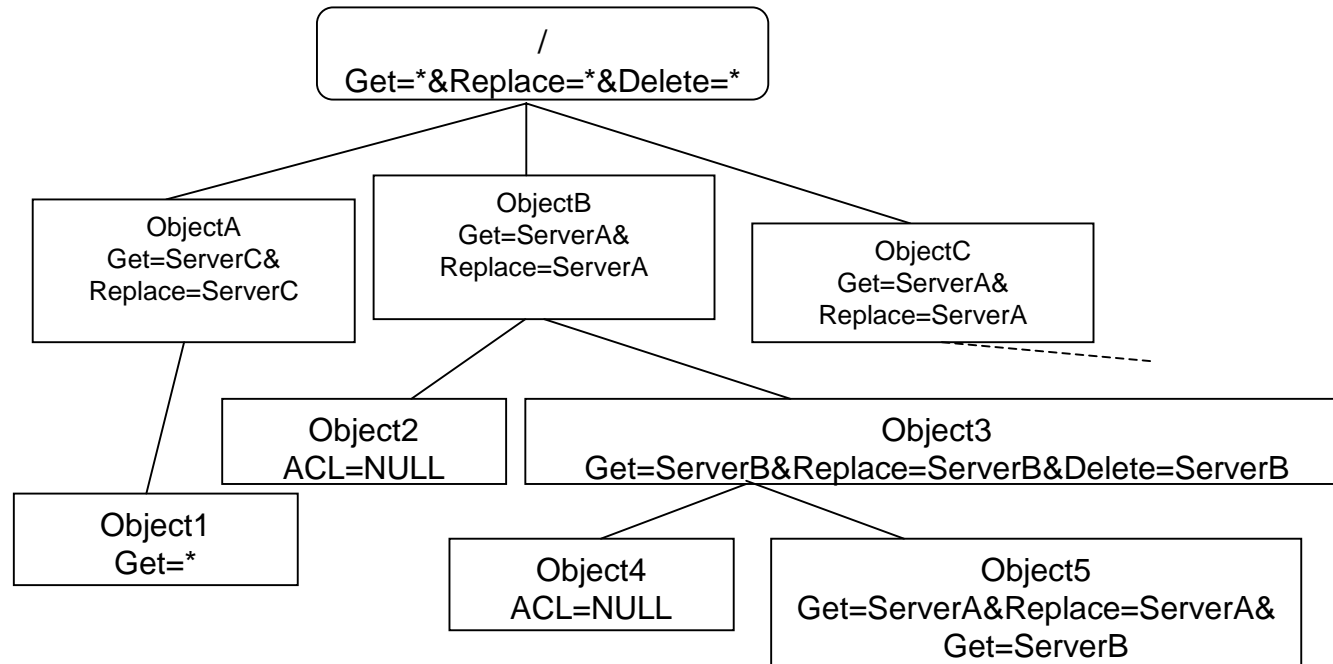 /
Get=*&Replace=*&Delete=*
ObjectA
Get=ServerC&
Replace=ServerC
ObjectB
Get=ServerA&
Replace=ServerA
ObjectC
Get=ServerA&
Replace=ServerA
Object2
ACL=NULL
Object3
Get=ServerB&Replace=ServerB&Delete=ServerB
Object1
Get=*
Object4
ACL=NULL
Object5
Get=ServerA&Replace=ServerA&
Get=ServerB